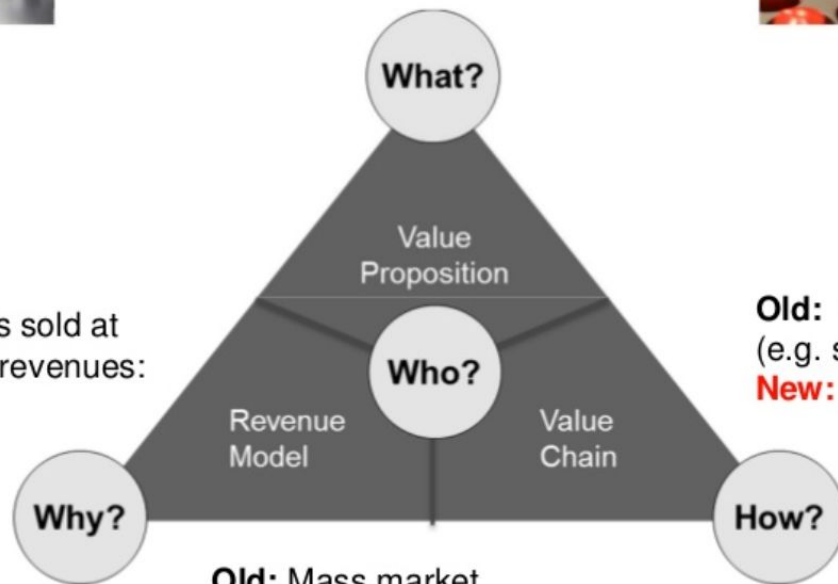 What?
Value
Proposition
s sold at
revenues:
Old:
(e.g. s
New:
Who?
Revenue
Model
Value
Chain
Why?
How?
Old: Mass market